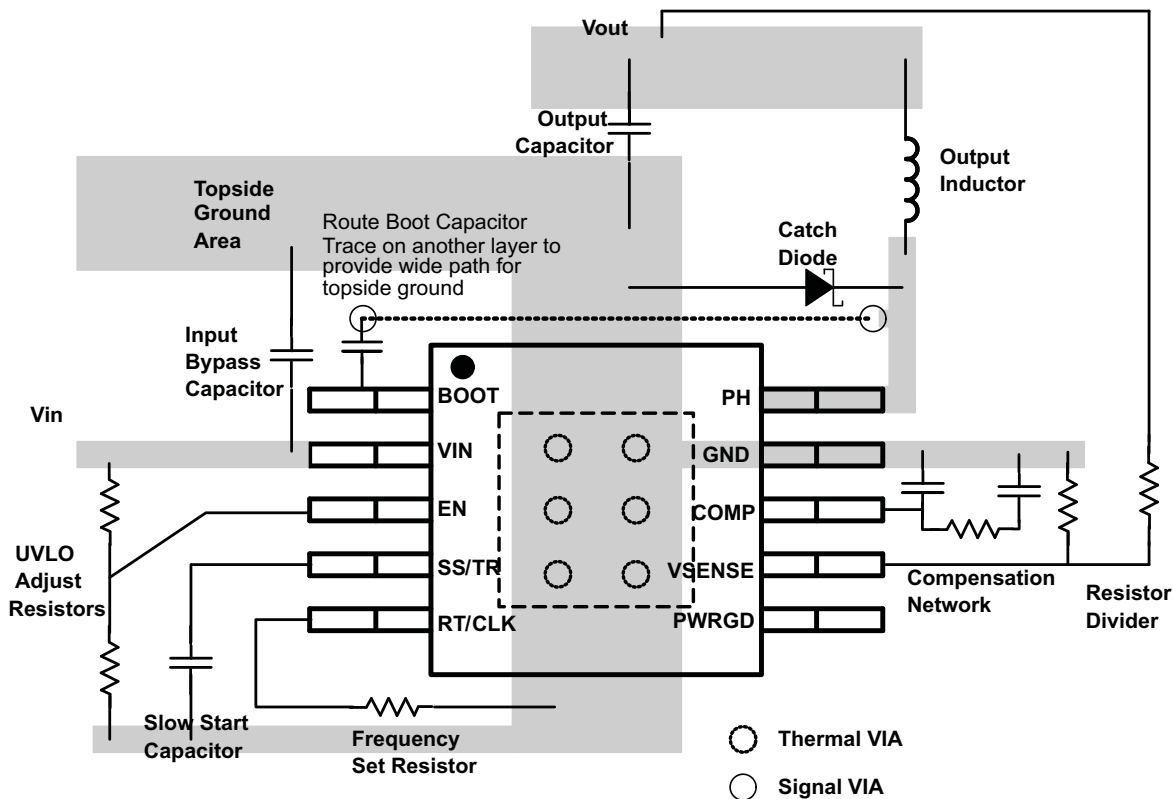 Vout
Output
Capacitor
Output
Inductor
Topside
Ground
Area
Route Boot Capacitor
Trace on another layer to
provide wide path for
topside ground
Catch
Diode
Input
Bypass
Capacitor
Vin
BOOT
VIN
EN
SS/TR
RT/CLK
PH
GND
COMP
VSENSE
PWRGD
UVLO
Adjust
Resistors
Compensation
Network
Resistor
Divider
Slow Start
Capacitor
Frequency
Set Resistor
Thermal VIA
Signal VIA